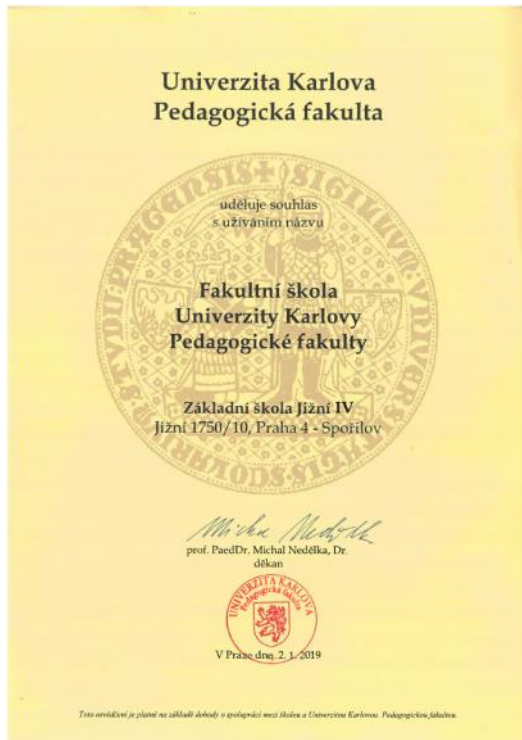 Univerzita Karlova
Pedagogická fakulta
uděluje souhlas
s užíváním názvu
Fakultní škola
Univerzity Karlovy
Pedagogické fakulty
Základní škola Jižní IV
Jižní 1750/10, Praha 4 - Spořilov
prof. PaedDr. Michal Nedělka, Dr.
děkan
UNIVERZITA KARLOVA
Pedagogická fakulta
V Praze dne 2. 1. 2019
Toto osvědčení je platné na základě dohody o spolupráci mezi školou a Univerzitou Karlovou Pedagogickou fakultou.